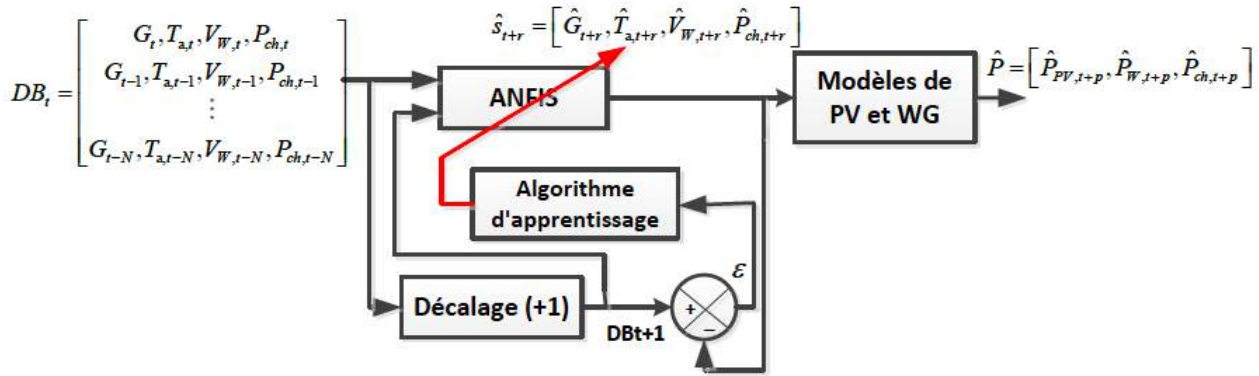 ŝ_{t+r} = [Ĝ_{t+r}, T̂_{a,t+r}, V̂_{W,t+r}, P̂_{ch,t+r}]
DB_t =
G_t, T_{a,t}, V_{W,t}, P_{ch,t}
G_{t-1}, T_{a,t-1}, V_{W,t-1}, P_{ch,t-1}
⋮
G_{t-N}, T_{a,t-N}, V_{W,t-N}, P_{ch,t-N}
ANFIS
Modèles de
PV et WG
P̂ = [P̂_{PV,t+p}, P̂_{W,t+p}, P̂_{ch,t+p}]
Algorithme
d'apprentissage
ε
Décalage (+1)
DBt+1
+
−